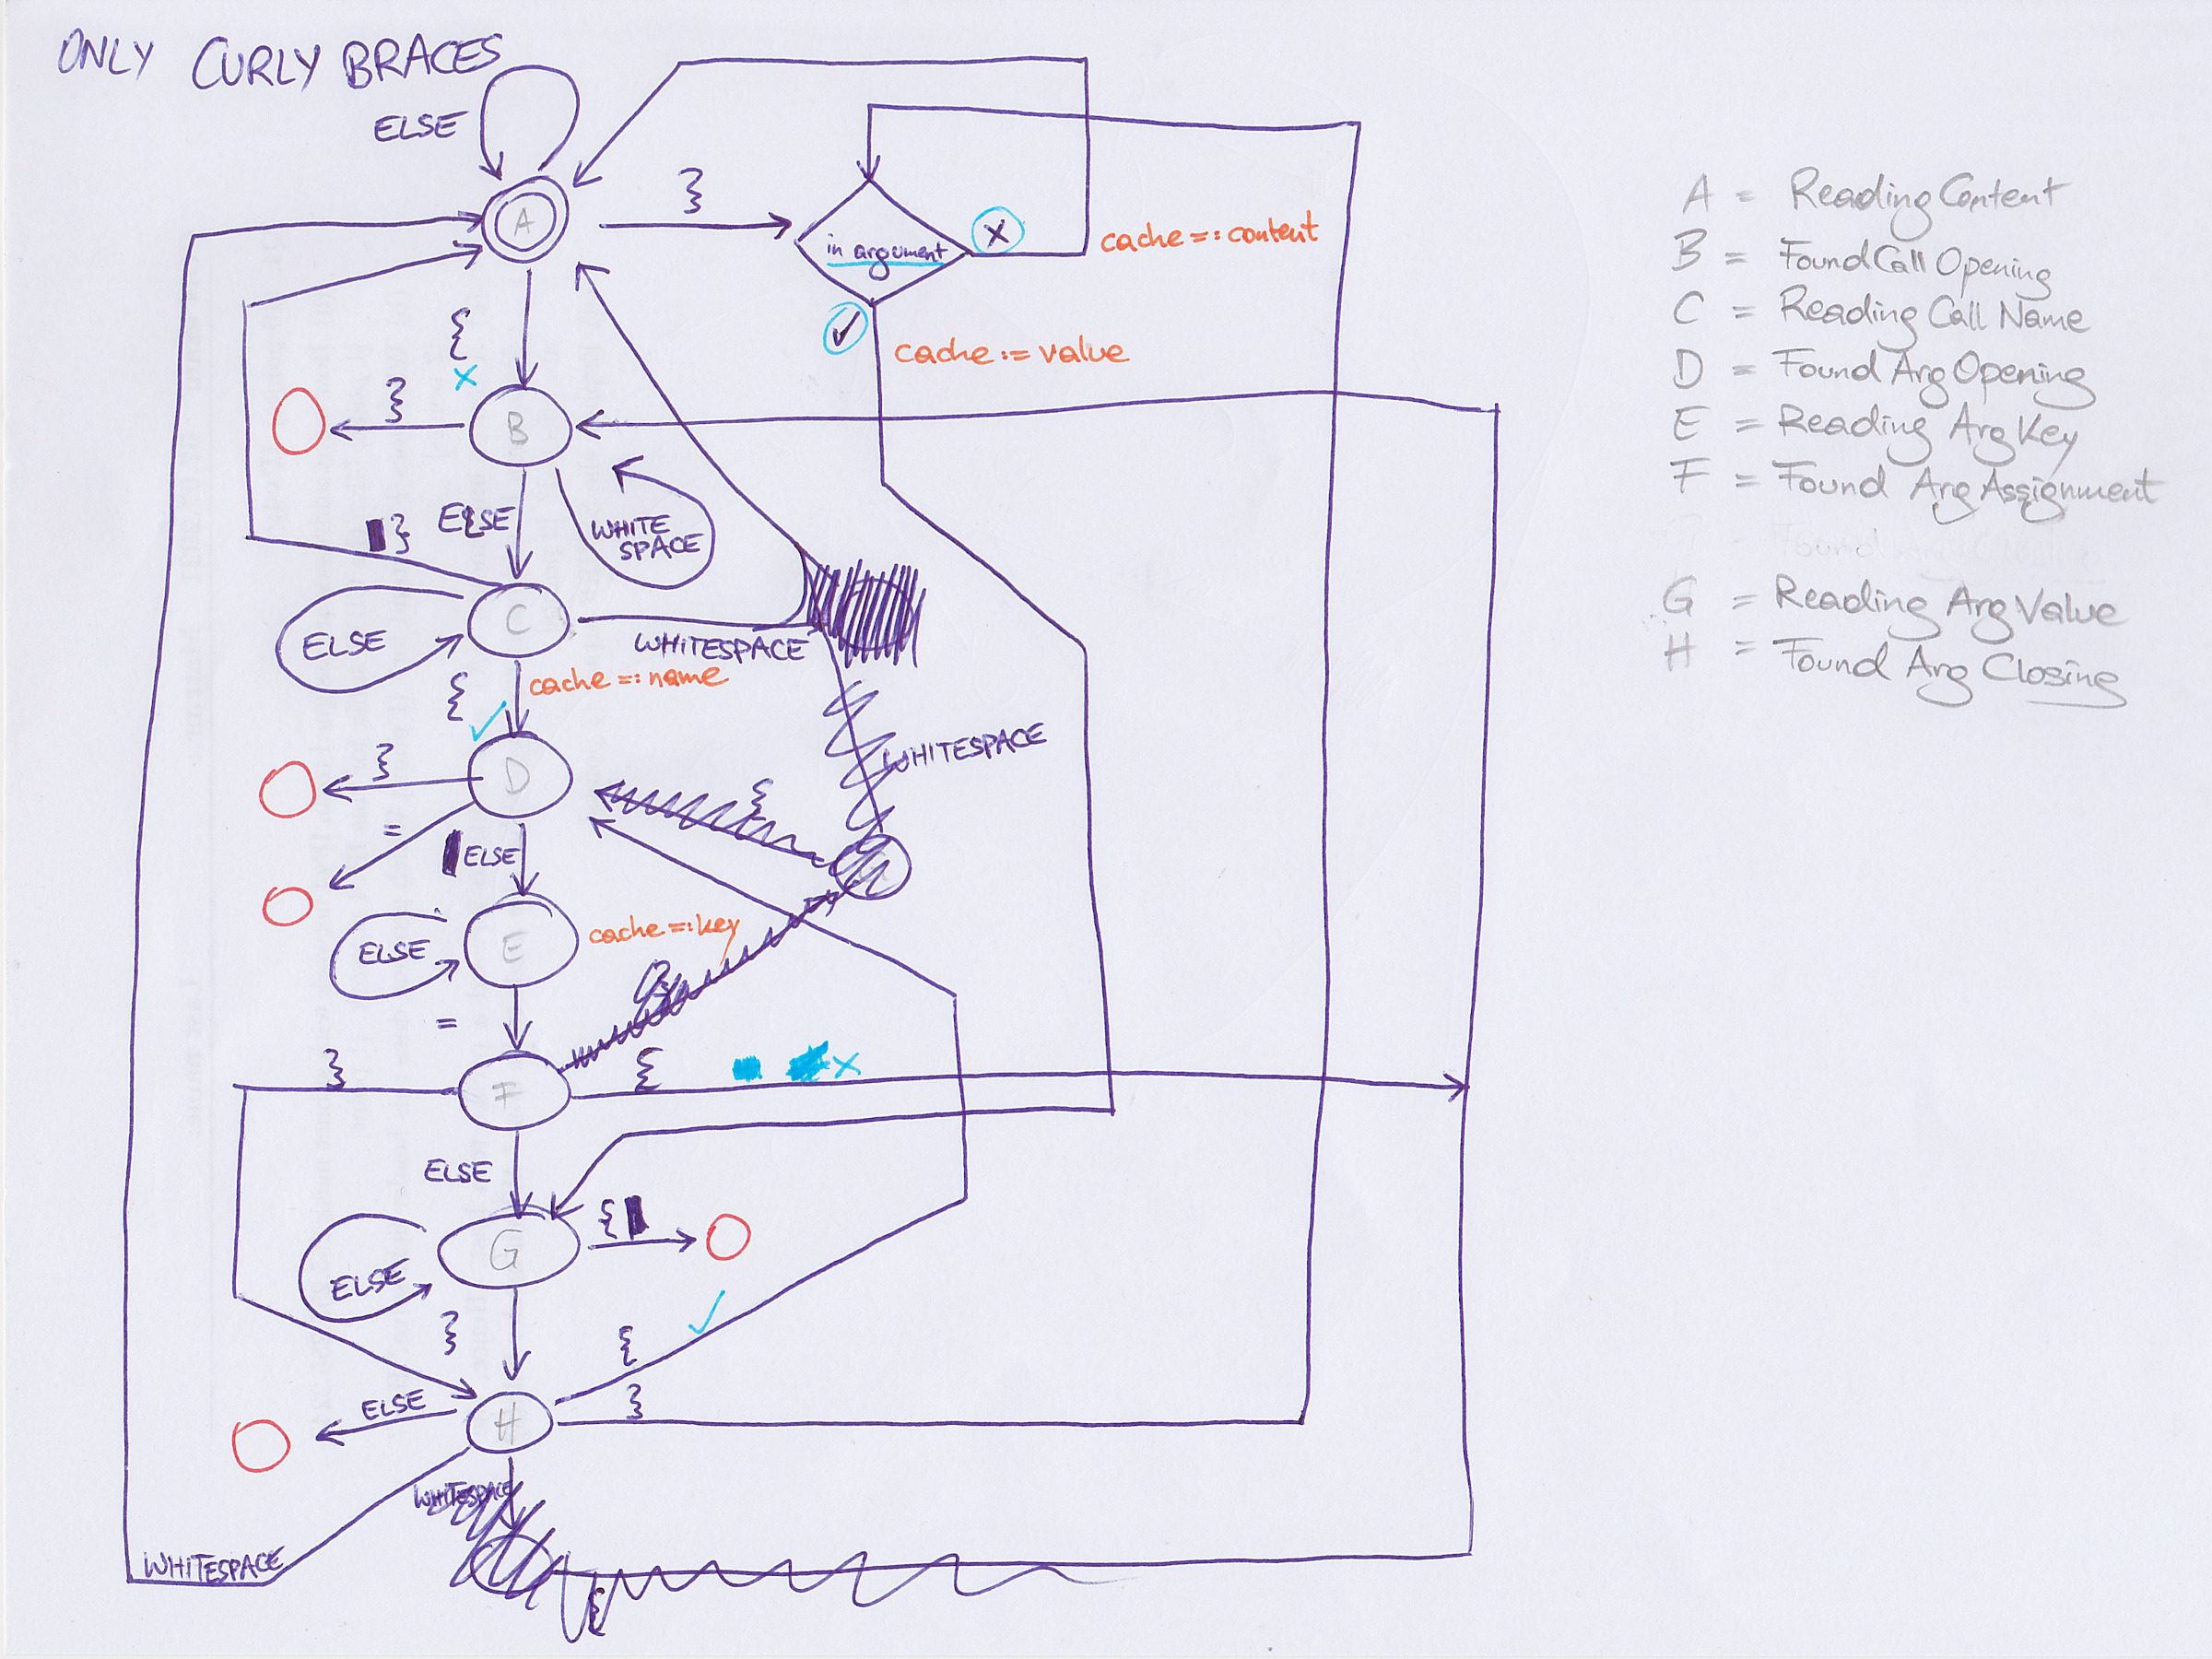 ONLY CURLY BRACES
ELSE
A
}
in argument
x
cache =: content
{
x
✓
cache := value
}
B
ELSE
WHITE
SPACE
}
C
ELSE
WHITESPACE
cache =: name
{
✓
}
D
WHITESPACE
{
=
ELSE
E
ELSE
cache =: key
=
}
F
{
x
ELSE
G
{
ELSE
}
{
✓
ELSE
H
}
WHITESPACE
WHITESPACE
{
A = Reading Content
B = Found Call Opening
C = Reading Call Name
D = Found Arg Opening
E = Reading Arg Key
F = Found Arg Assignment
G = Reading Arg Value
H = Found Arg Closing